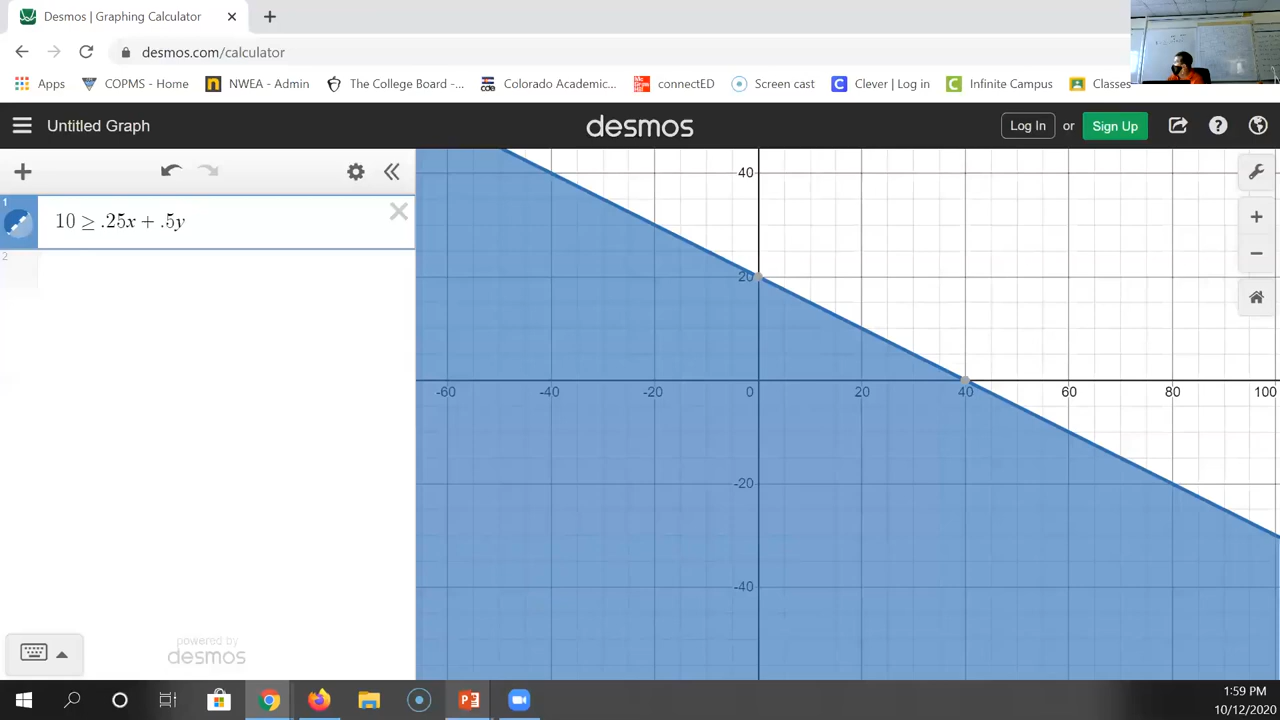 Desmos | Graphing Calculator
desmos.com/calculator
Apps COPMS - Home NWEA - Admin The College Board -... Colorado Academic... connectED Screen cast Clever | Log in Infinite Campus Classes
Untitled Graph desmos Log In or Sign Up
1
10 ≥ .25x + .5y
2
40
20
-60 -40 -20 0 20 40 60 80 100
-20
-40
powered by
desmos
1:59 PM
10/12/2020